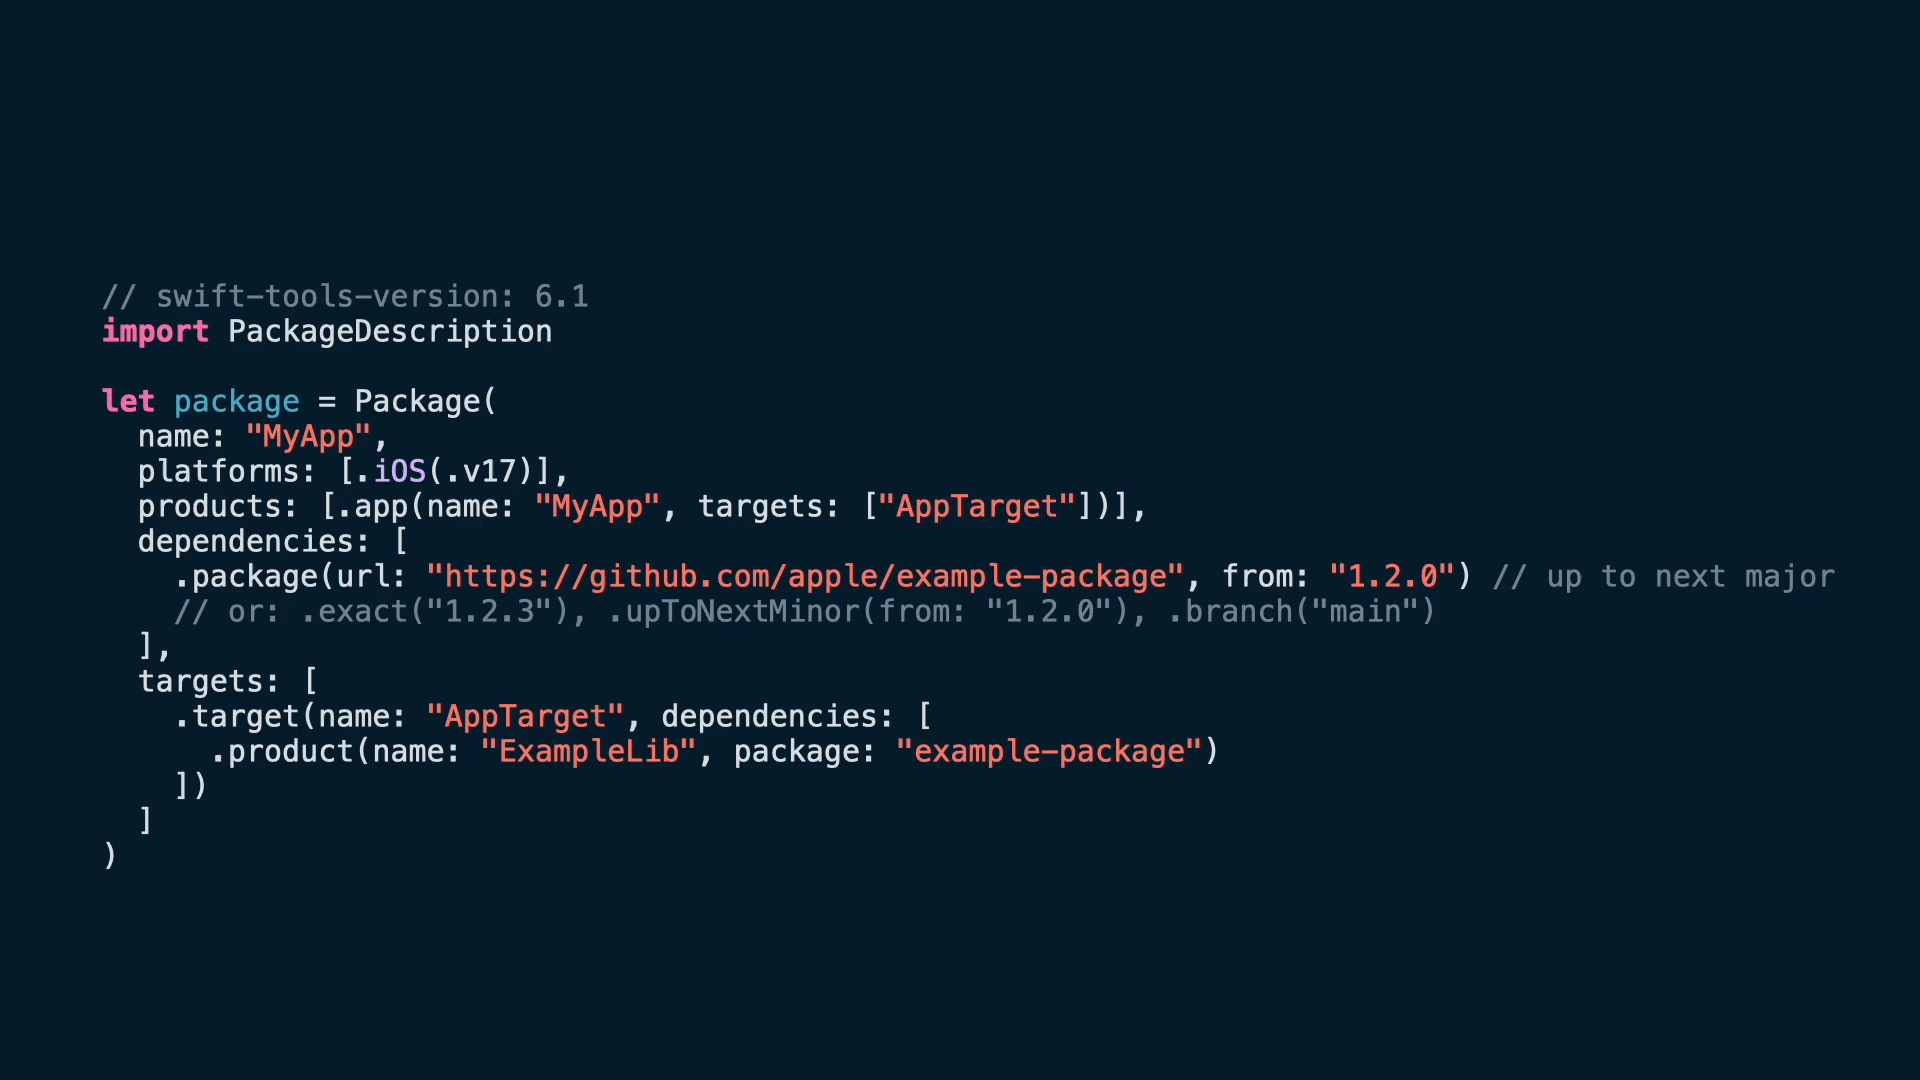 // swift-tools-version: 6.1
import PackageDescription

let package = Package(
  name: "MyApp",
  platforms: [.iOS(.v17)],
  products: [.app(name: "MyApp", targets: ["AppTarget"])],
  dependencies: [
    .package(url: "https://github.com/apple/example-package", from: "1.2.0") // up to next major
    // or: .exact("1.2.3"), .upToNextMinor(from: "1.2.0"), .branch("main")
  ],
  targets: [
    .target(name: "AppTarget", dependencies: [
      .product(name: "ExampleLib", package: "example-package")
    ])
  ]
)